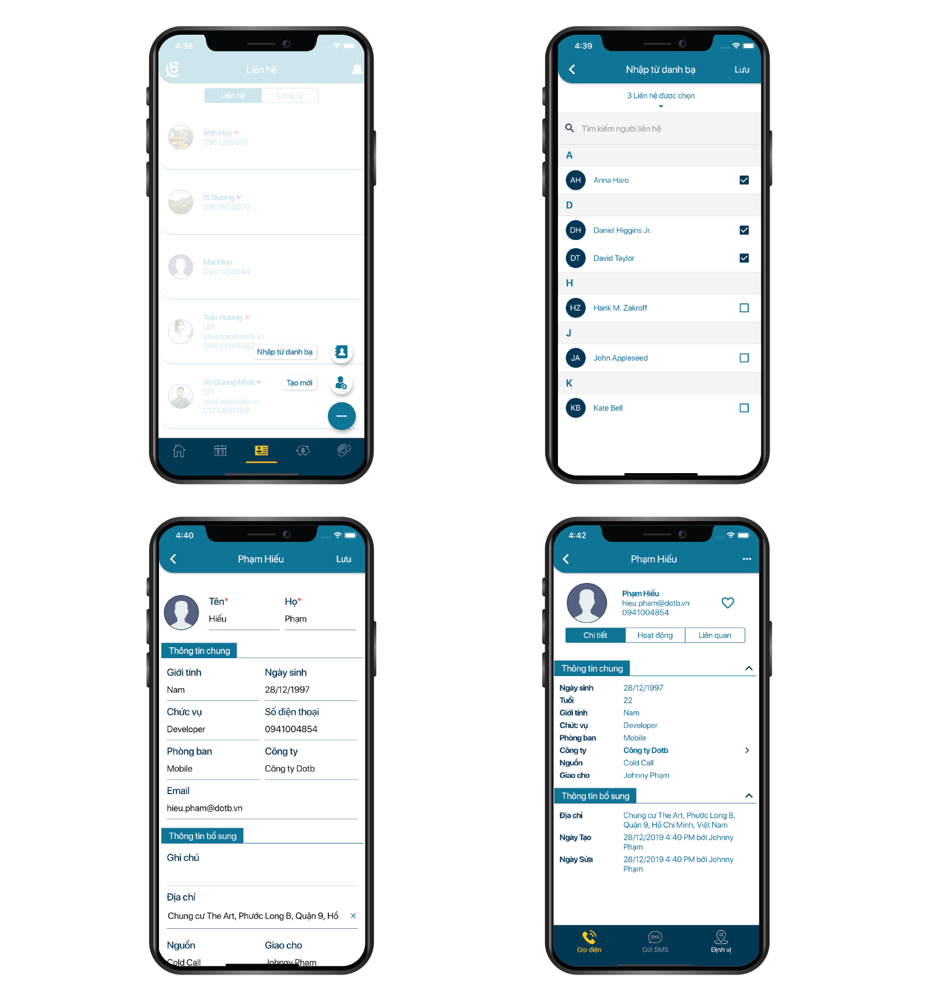 4:38
Liên hệ
Liên hệ
Công ty
Anh Huy
0961269091
IS Dương
0962656070
Mai Mun
0941004844
Trần Hương
UIT
phat.tran@dotb.vn
09410048542
Nhập từ danh bạ
Võ Quang Nhật
UIT
nhat.vo@dotb.vn
0123456789
Tạo mới
4:39
Nhập từ danh bạ
Lưu
3 Liên hệ được chọn
Tìm kiếm người liên hệ
A
AH Anna Haro
D
DH Daniel Higgins Jr.
DT David Taylor
H
HZ Hank M. Zakroff
J
JA John Appleseed
K
KB Kate Bell
4:40
Phạm Hiếu
Lưu
Tên* Họ*
Hiếu Phạm
Thông tin chung
Giới tính Ngày sinh
Nam 28/12/1997
Chức vụ Số điện thoại
Developer 0941004854
Phòng ban Công ty
Mobile Công ty Dotb
Email
hieu.pham@dotb.vn
Thông tin bổ sung
Ghi chú
Địa chỉ
Chung cư The Art, Phước Long B, Quận 9, Hồ
Nguồn Giao cho
Cold Call Johnny Phạm
4:42
Phạm Hiếu
Phạm Hiếu
hieu.pham@dotb.vn
0941004854
Chi tiết Hoạt động Liên quan
Thông tin chung
Ngày sinh 28/12/1997
Tuổi 22
Giới tính Nam
Chức vụ Developer
Phòng ban Mobile
Công ty Công ty Dotb
Nguồn Cold Call
Giao cho Johnny Phạm
Thông tin bổ sung
Địa chỉ Chung cư The Art, Phước Long B,
Quận 9, Hồ Chí Minh, Việt Nam
Ngày Tạo 28/12/2019 4:40 PM bởi Johnny
Phạm
Ngày Sửa 28/12/2019 4:40 PM bởi Johnny
Phạm
SMS
Gọi điện Gửi SMS Định vị